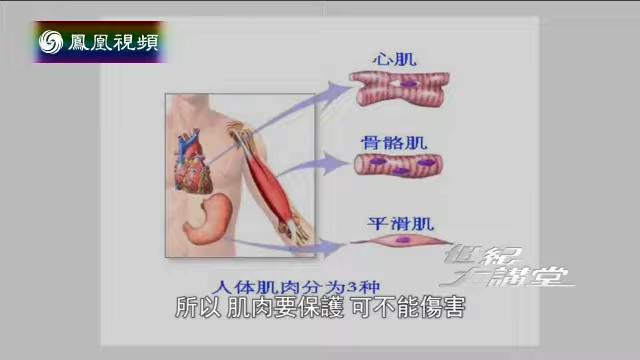 鳳凰視頻
心肌
骨骼肌
平滑肌
世紀
大講堂
人体肌肉分为3种
所以 肌肉要保護 可不能傷害